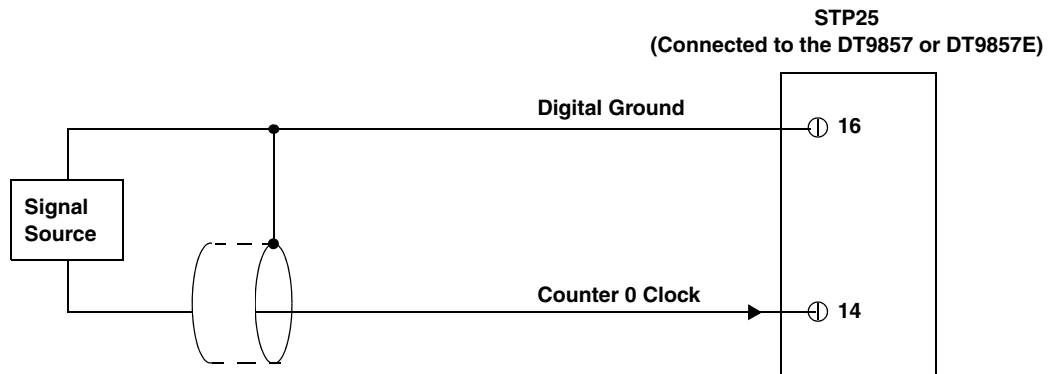 STP25
(Connected to the DT9857 or DT9857E)
Digital Ground
16
Signal
Source
Counter 0 Clock
14